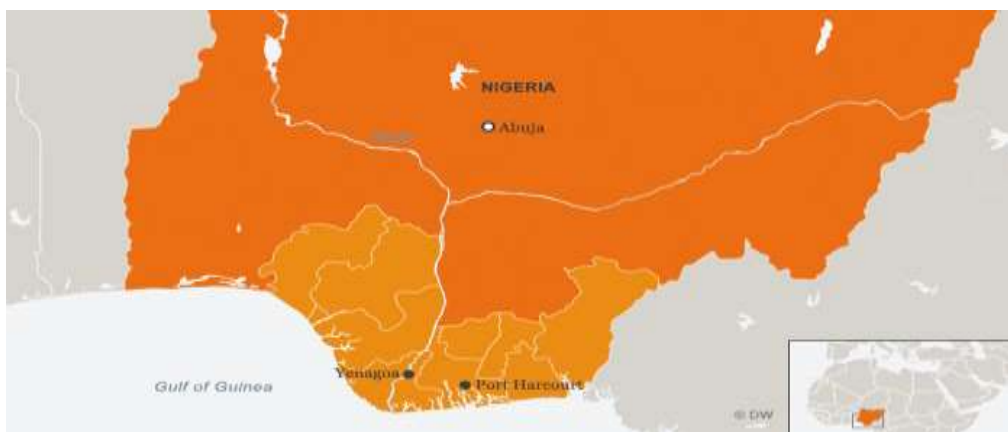 NIGERIA
Abuja
Yenagoa
Port Harcourt
Gulf of Guinea
© DW